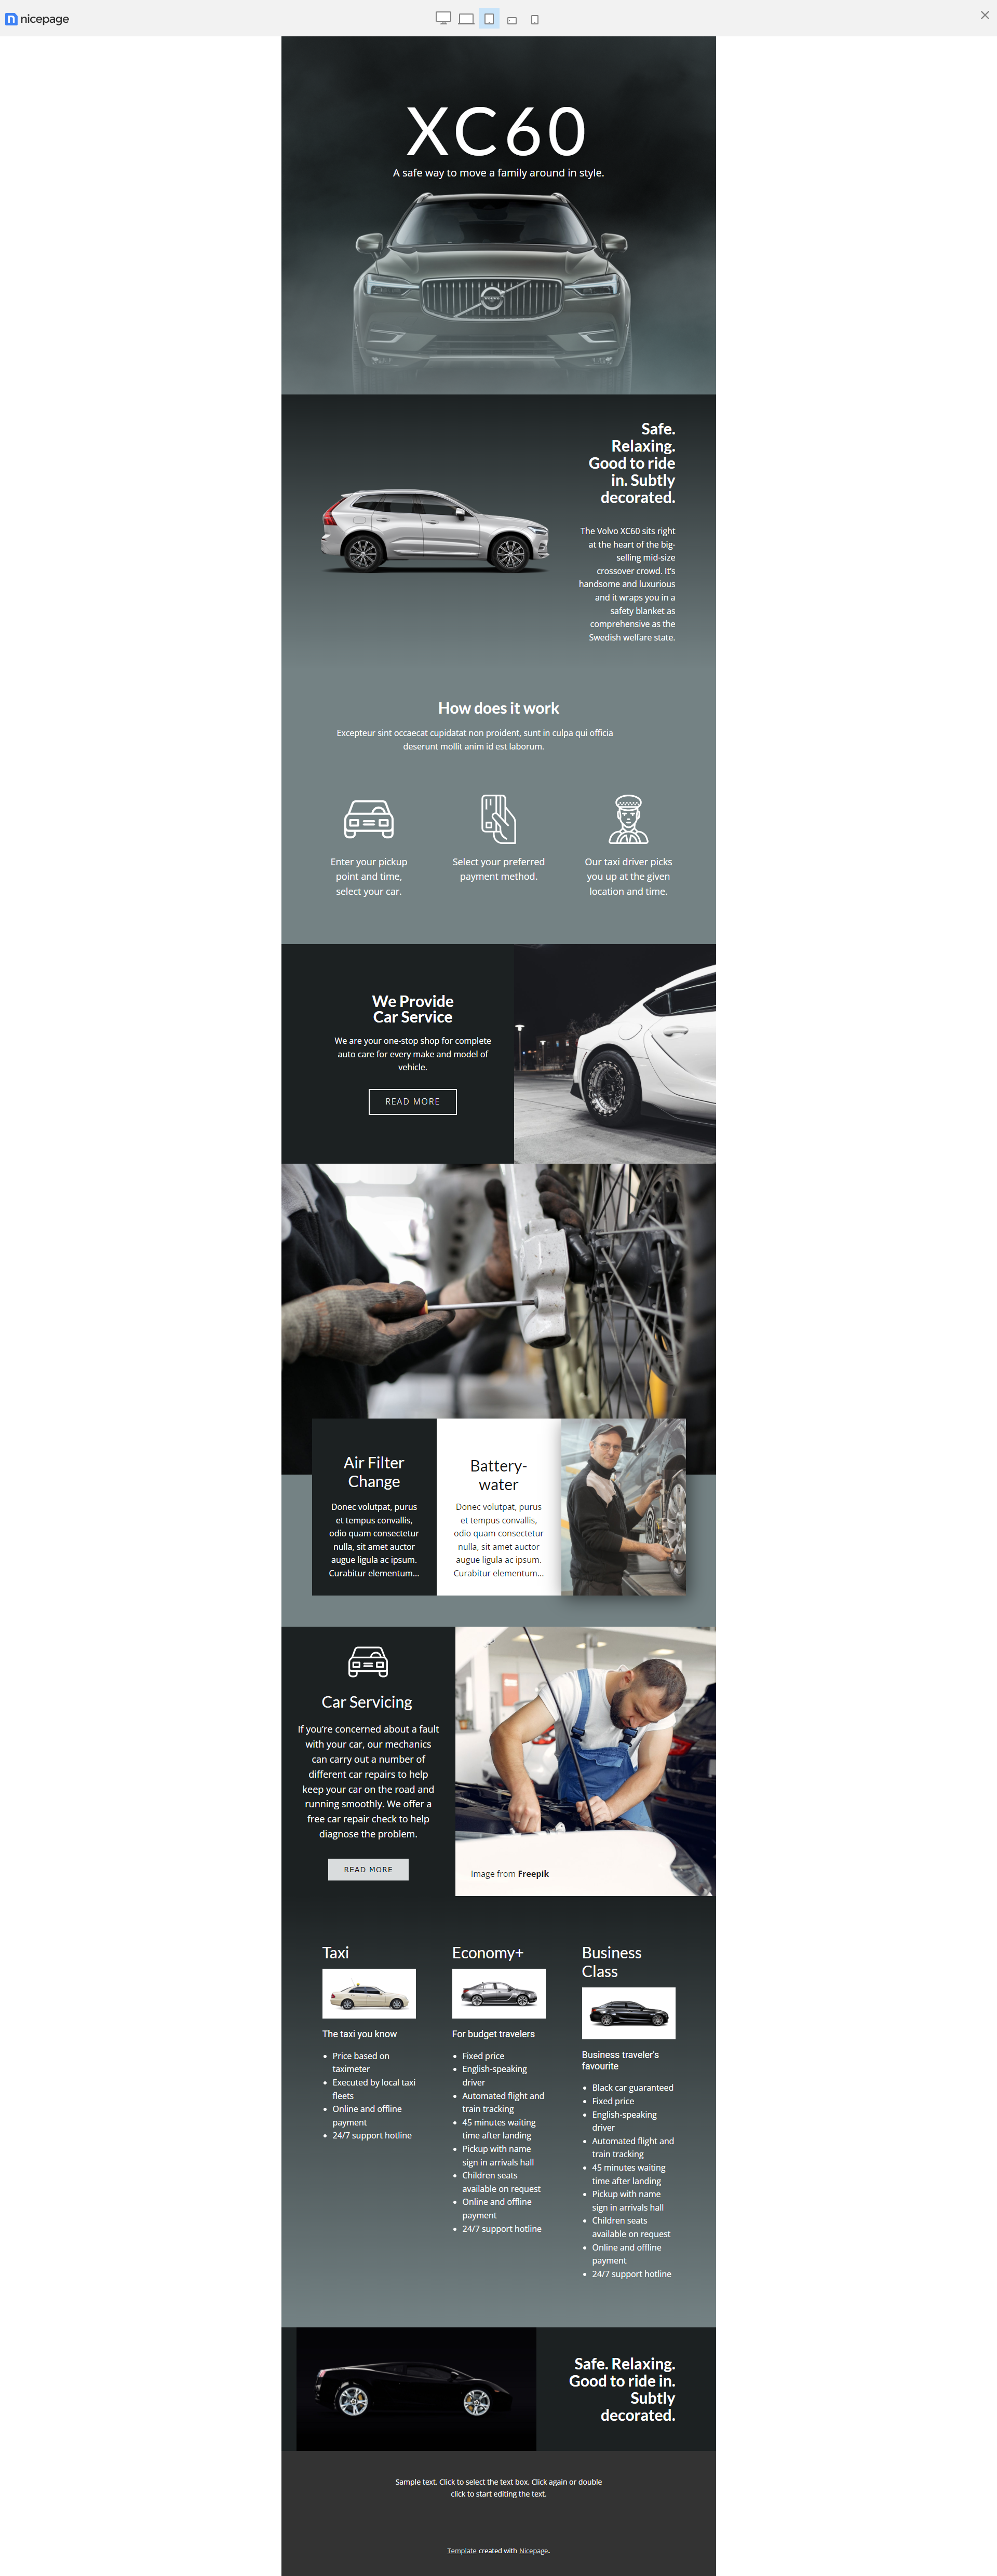 nicepage
XC60
A safe way to move a family around in style.
Safe.
Relaxing.
Good to ride
in. Subtly
decorated.
The Volvo XC60 sits right
at the heart of the big-
selling mid-size
crossover crowd. It's
handsome and luxurious
and it wraps you in a
safety blanket as
comprehensive as the
Swedish welfare state.
How does it work
Excepteur sint occaecat cupidatat non proident, sunt in culpa qui officia
deserunt mollit anim id est laborum.
Enter your pickup
point and time,
select your car.
Select your preferred
payment method.
Our taxi driver picks
you up at the given
location and time.
We Provide
Car Service
We are your one-stop shop for complete
auto care for every make and model of
vehicle.
READ MORE
Air Filter
Change
Donec volutpat, purus
et tempus convallis,
odio quam consectetur
nulla, sit amet auctor
augue ligula ac ipsum.
Curabitur elementum...
Battery-
water
Donec volutpat, purus
et tempus convallis,
odio quam consectetur
nulla, sit amet auctor
augue ligula ac ipsum.
Curabitur elementum...
Car Servicing
If you're concerned about a fault
with your car, our mechanics
can carry out a number of
different car repairs to help
keep your car on the road and
running smoothly. We offer a
free car repair check to help
diagnose the problem.
READ MORE
Image from Freepik
Taxi
The taxi you know
Price based on
taximeter
Executed by local taxi
fleets
Online and offline
payment
24/7 support hotline
Economy+
For budget travelers
Fixed price
English-speaking
driver
Automated flight and
train tracking
45 minutes waiting
time after landing
Pickup with name
sign in arrivals hall
Children seats
available on request
Online and offline
payment
24/7 support hotline
Business
Class
Business traveler's
favourite
Black car guaranteed
Fixed price
English-speaking
driver
Automated flight and
train tracking
45 minutes waiting
time after landing
Pickup with name
sign in arrivals hall
Children seats
available on request
Online and offline
payment
24/7 support hotline
Safe. Relaxing.
Good to ride in.
Subtly
decorated.
Sample text. Click to select the text box. Click again or double
click to start editing the text.
Template created with Nicepage.